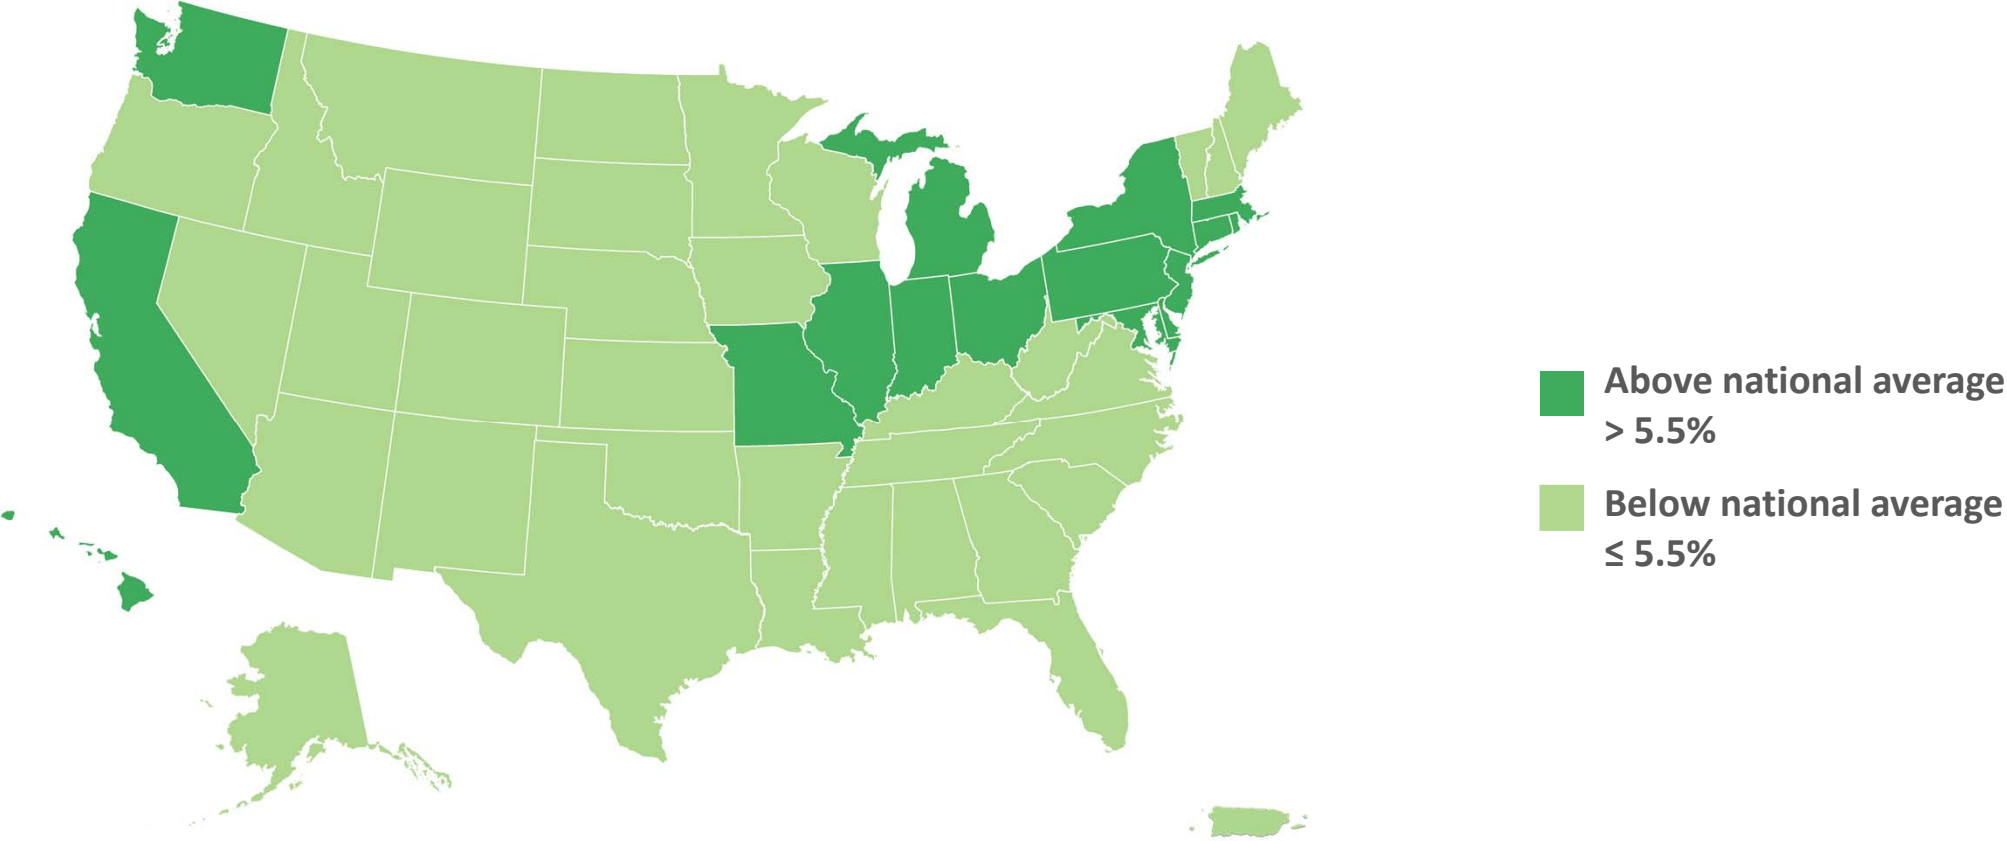 Above national average
> 5.5%
Below national average
≤ 5.5%